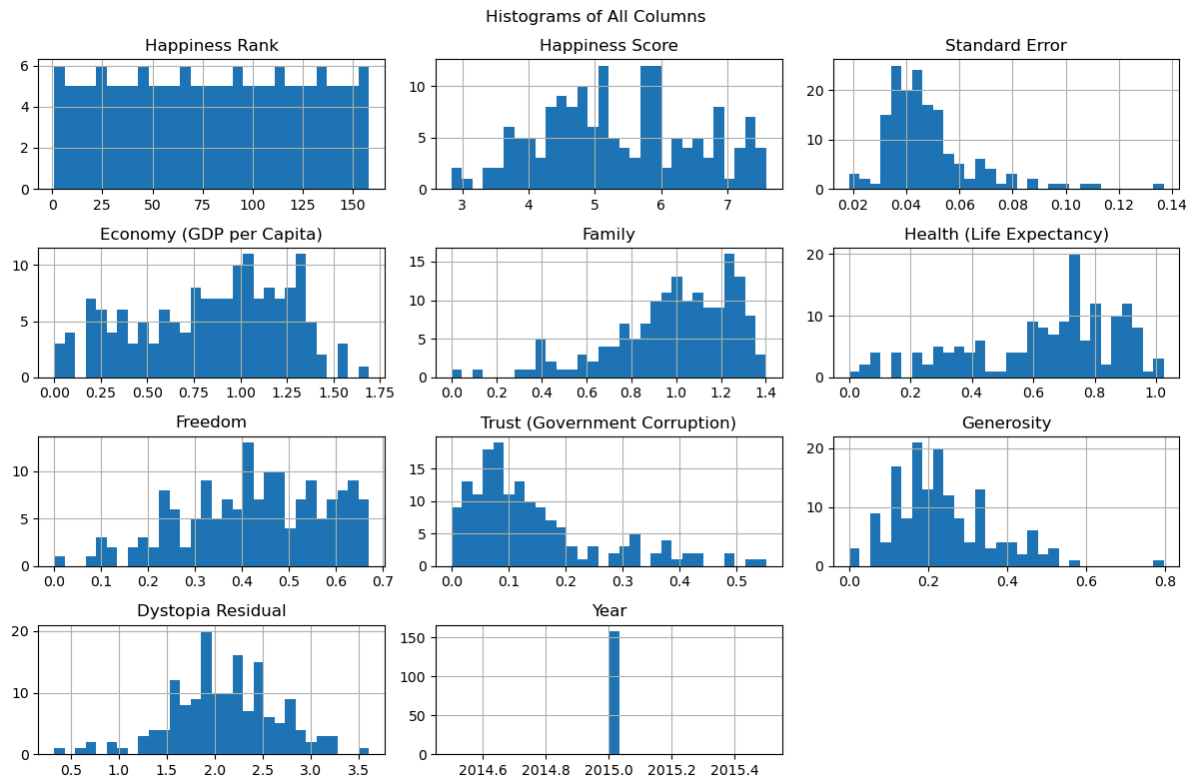 Histograms of All Columns
Happiness Rank
Happiness Score
Standard Error
6
4
2
0
0 25 50 75 100 125 150
10
5
0
3 4 5 6 7
20
10
0
0.02 0.04 0.06 0.08 0.10 0.12 0.14
Economy (GDP per Capita)
Family
Health (Life Expectancy)
10
5
0
0.00 0.25 0.50 0.75 1.00 1.25 1.50 1.75
15
10
5
0
0.0 0.2 0.4 0.6 0.8 1.0 1.2 1.4
20
10
0
0.0 0.2 0.4 0.6 0.8 1.0
Freedom
Trust (Government Corruption)
Generosity
10
5
0
0.0 0.1 0.2 0.3 0.4 0.5 0.6 0.7
15
10
5
0
0.0 0.1 0.2 0.3 0.4 0.5
20
10
0
0.0 0.2 0.4 0.6 0.8
Dystopia Residual
Year
20
10
0
0.5 1.0 1.5 2.0 2.5 3.0 3.5
150
100
50
0
2014.6 2014.8 2015.0 2015.2 2015.4